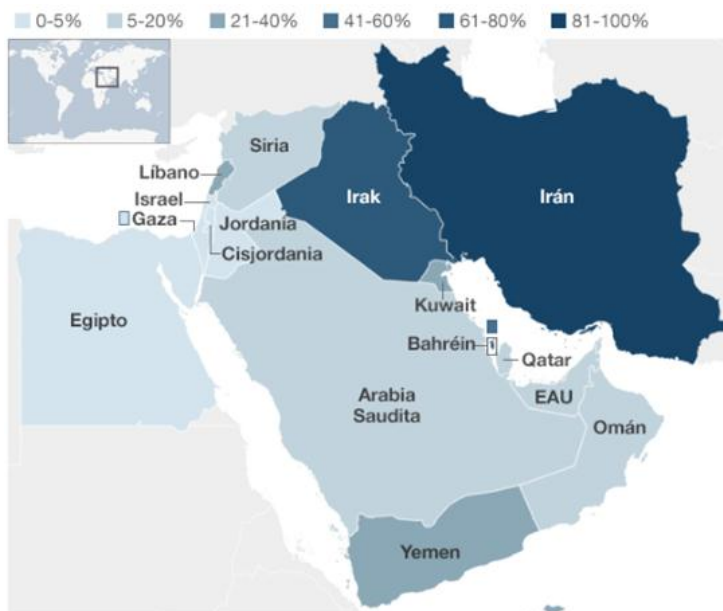 0-5% 5-20% 21-40% 41-60% 61-80% 81-100%
Siria
Líbano
Irak
Irán
Israel
Gaza
Jordanía
Cisjordania
Kuwait
Egipto
Bahréin
Qatar
Arabia
Saudita
EAU
Omán
Yemen